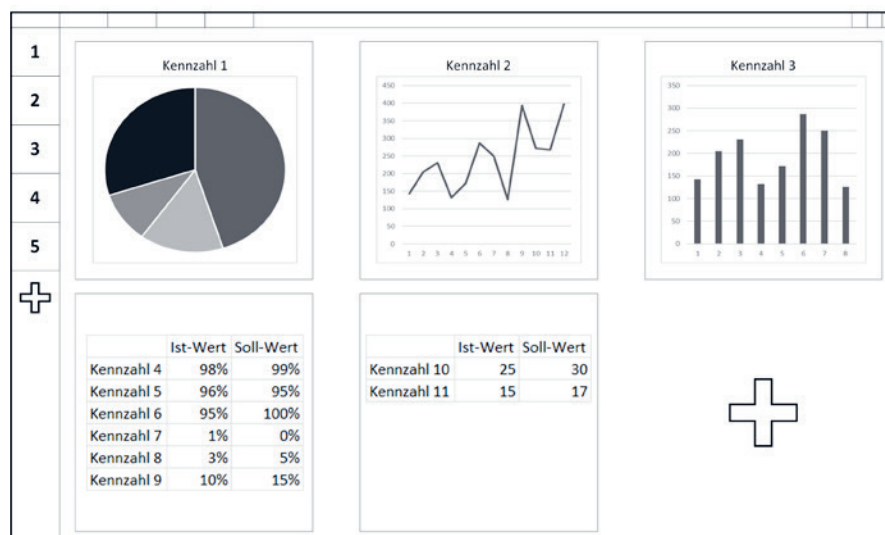 1
2
3
4
5
Kennzahl 1
Kennzahl 2
450
400
350
300
250
200
150
100
50
0
1 2 3 4 5 6 7 8 9 10 11 12
Kennzahl 3
350
300
250
200
150
100
50
0
1 2 3 4 5 6 7 8
Ist-Wert Soll-Wert
Kennzahl 4 98% 99%
Kennzahl 5 96% 95%
Kennzahl 6 95% 100%
Kennzahl 7 1% 0%
Kennzahl 8 3% 5%
Kennzahl 9 10% 15%
Ist-Wert Soll-Wert
Kennzahl 10 25 30
Kennzahl 11 15 17